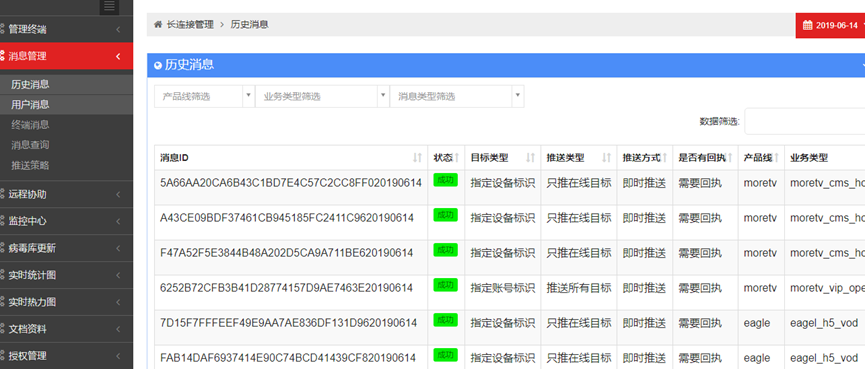 长连接管理 > 历史消息
2019-06-14
管理终端
消息管理
历史消息
用户消息
终端消息
消息查询
推送策略
远程协助
监控中心
病毒库更新
实时统计图
实时热力图
文档资料
授权管理
历史消息
产品线筛选 业务类型筛选 消息类型筛选
数据筛选:
消息ID 状态 目标类型 推送类型 推送方式 是否有回执 产品线 业务类型
5A66AA20CA6B43C1BD7E4C57C2CC8FF020190614 成功 指定设备标识 只推在线目标 即时推送 需要回执 moretv moretv_cms_ho
A43CE09BDF37461CB945185FC2411C9620190614 成功 指定设备标识 只推在线目标 即时推送 需要回执 moretv moretv_cms_ho
F47A52F5E3844B48A202D5CA9A711BE620190614 成功 指定设备标识 只推在线目标 即时推送 需要回执 moretv moretv_cms_ho
6252B72CFB3B41D28774157D9AE7463E20190614 成功 指定账号标识 推送所有目标 即时推送 需要回执 moretv moretv_vip_ope
7D15F7FFFEEF49E9AA7AE836DF131D9620190614 成功 指定设备标识 只推在线目标 即时推送 需要回执 eagle eagel_h5_vod
FAB14DAF6937414E90C74BCD41439CF820190614 成功 指定设备标识 只推在线目标 即时推送 需要回执 eagle eagel_h5_vod